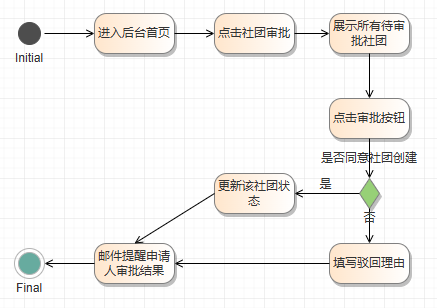 Initial
进入后台首页
点击社团审批
展示所有待审
批社团
点击审批按钮
是否同意社团创建
是
否
更新该社团状
态
填写驳回理由
邮件提醒申请
人审批结果
Final